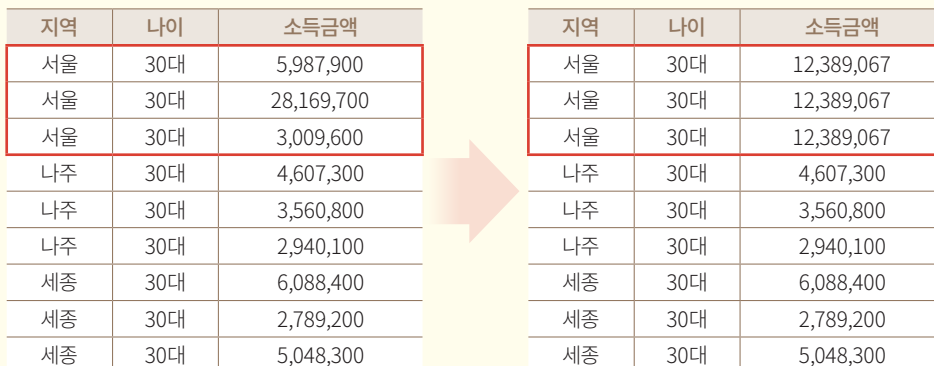 지역 나이 소득금액 지역 나이 소득금액
서울 30대 5,987,900 서울 30대 12,389,067
서울 30대 28,169,700 서울 30대 12,389,067
서울 30대 3,009,600 서울 30대 12,389,067
나주 30대 4,607,300 나주 30대 4,607,300
나주 30대 3,560,800 나주 30대 3,560,800
나주 30대 2,940,100 나주 30대 2,940,100
세종 30대 6,088,400 세종 30대 6,088,400
세종 30대 2,789,200 세종 30대 2,789,200
세종 30대 5,048,300 세종 30대 5,048,300